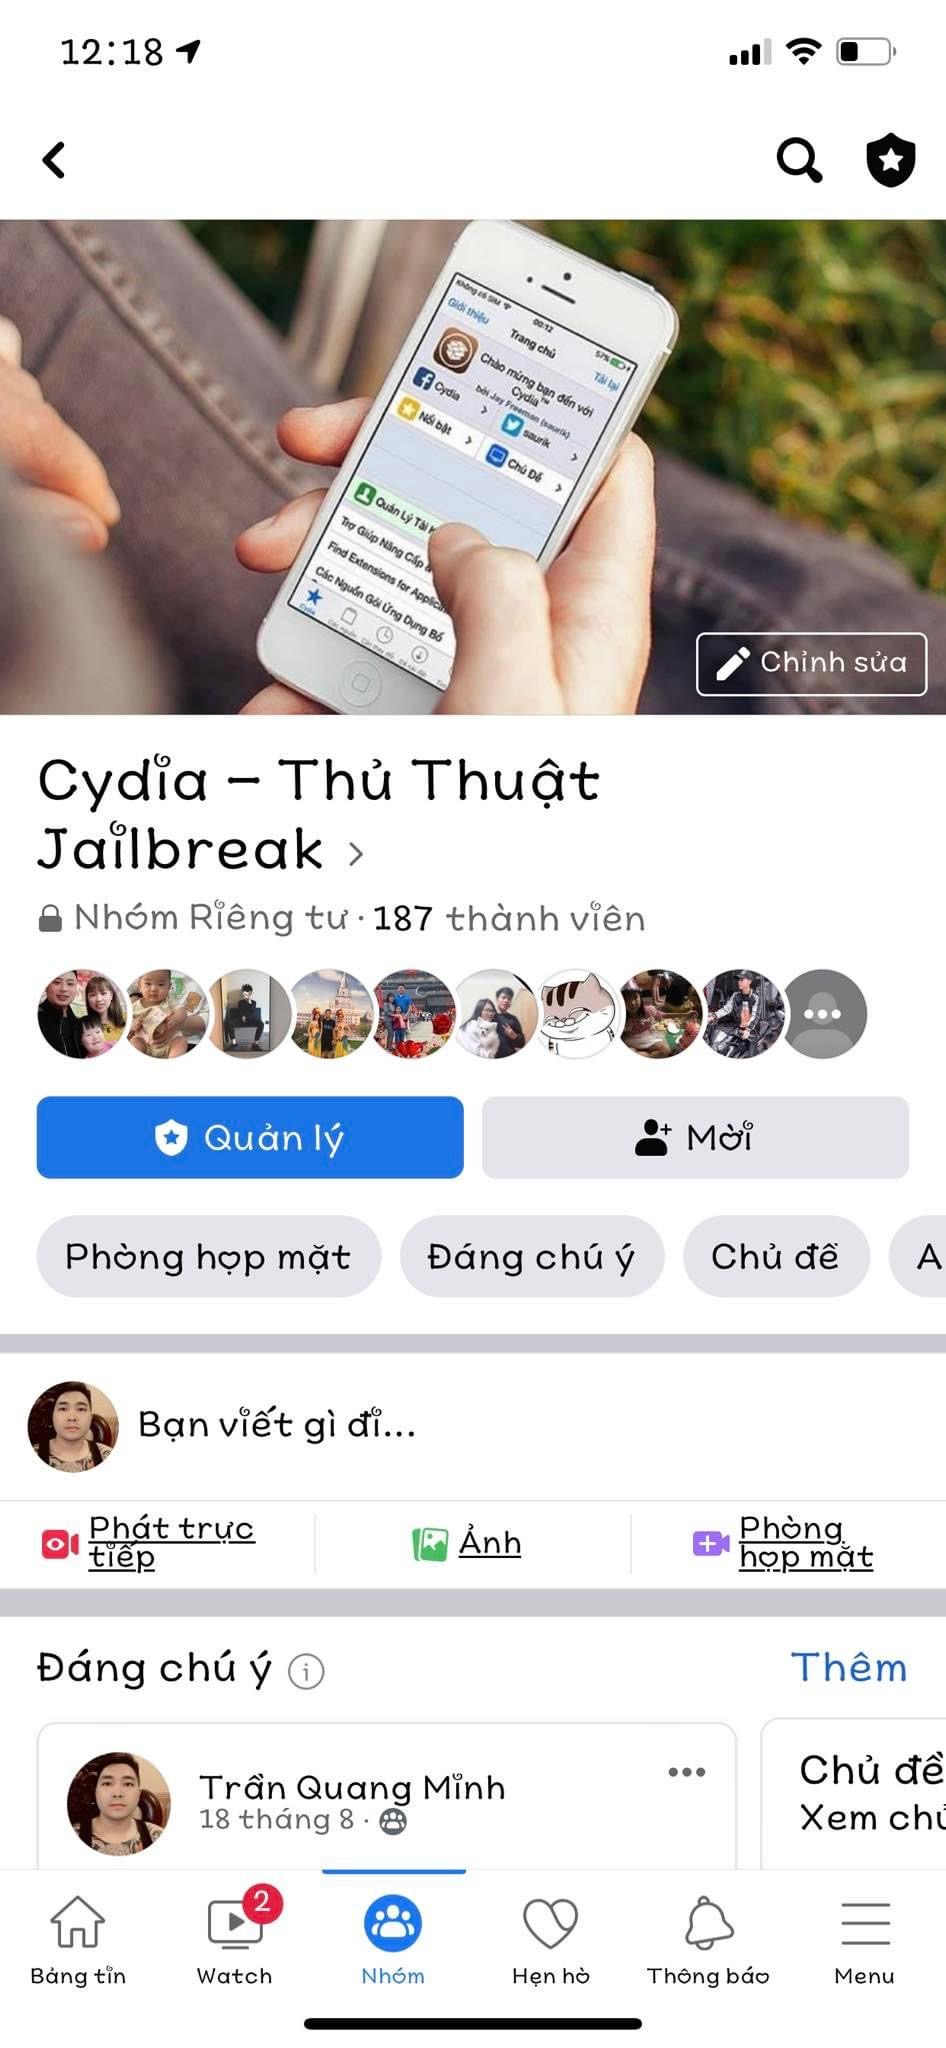 12:18
Không có SIM
00:12
57%
Giới thiệu
Trang chủ
Tải lại
Chào mừng bạn đến với
Cydia™
bởi Jay Freeman (saurik)
Cydia
saurik
Nổi bật
Chủ Đề
Quản Lý Tài
Trợ Giúp Nâng Cấp
Find Extensions for
Các Nguồn Gói Ứng Dụng Bổ
Cydia
Chỉnh sửa
Cydia – Thủ Thuật
Jailbreak
Nhóm Riêng tư · 187 thành viên
Quản lý
Mời
Phòng họp mặt
Đáng chú ý
Chủ đề
A
Bạn viết gì đi...
Phát trực
tiếp
Ảnh
Phòng
họp mặt
Đáng chú ý
Thêm
Trần Quang Minh
18 tháng 8 ·
Chủ đề
Xem chủ
2
Bảng tin
Watch
Nhóm
Hẹn hò
Thông báo
Menu